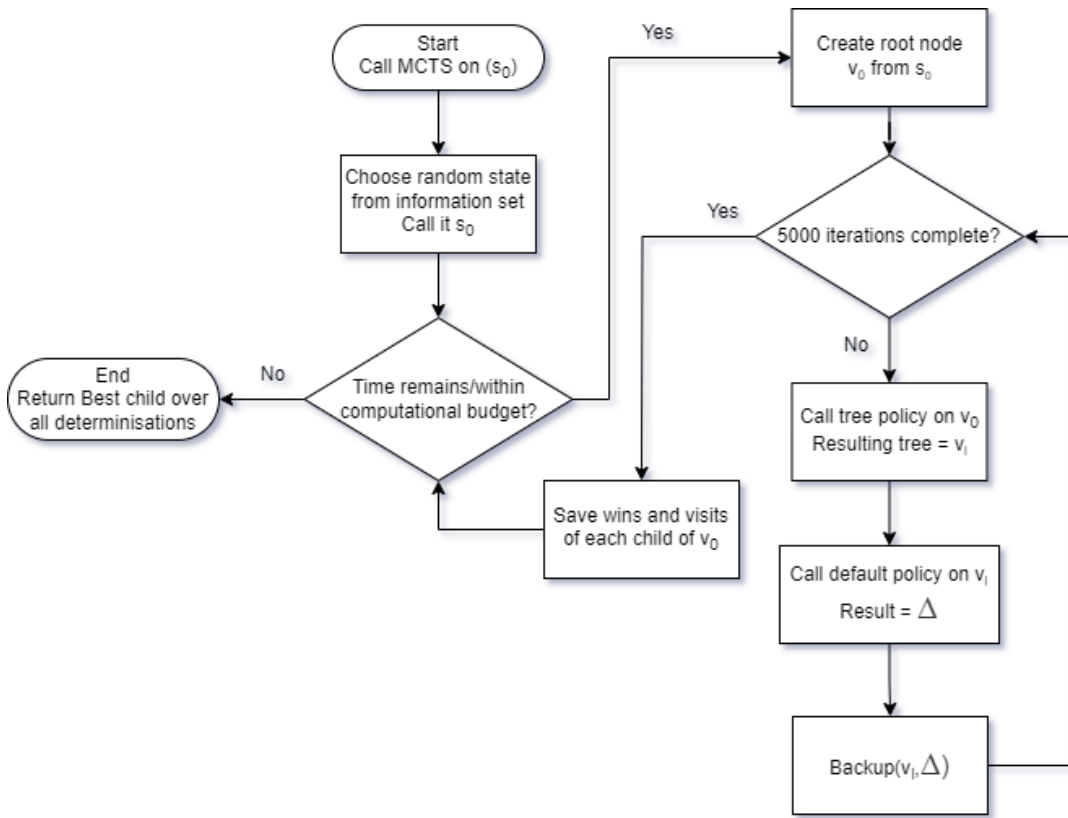 Start
Call MCTS on (s₀)
Choose random state
from information set
Call it s₀
Time remains/within
computational budget?
No
End
Return Best child over
all determinisations
Yes
Create root node
v₀ from s₀
5000 iterations complete?
Yes
Save wins and visits
of each child of v₀
No
Call tree policy on v₀
Resulting tree = vₗ
Call default policy on vₗ
Result = Δ
Backup(vₗ,Δ)